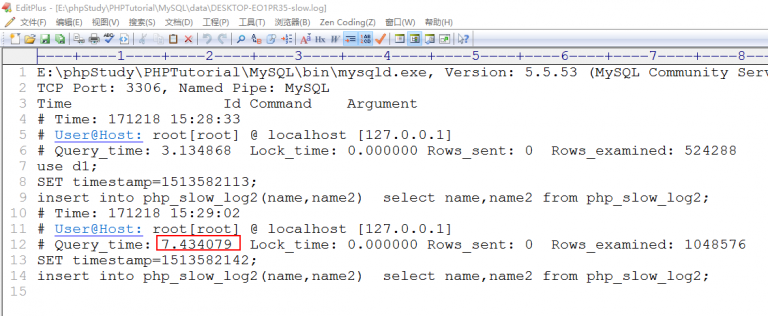 EditPlus - [E:\phpStudy\PHPTutorial\MySQL\data\DESKTOP-EO1PR35-slow.log]
文件(F) 编辑(E) 视图(V) 搜索(S) 文档(D) 工程(P) 工具(T) 浏览器(B) Zen Coding(Z) 窗口(W) 帮助(H)
----+----1----+----2----+----3----+----4----+----5----+----6----+----7----+----8
1 E:\phpStudy\PHPTutorial\MySQL\bin\mysqld.exe, Version: 5.5.53 (MySQL Community Serv
2 TCP Port: 3306, Named Pipe: MySQL
3 Time Id Command Argument
4 # Time: 171218 15:28:33
5 # User@Host: root[root] @ localhost [127.0.0.1]
6 # Query_time: 3.134868 Lock_time: 0.000000 Rows_sent: 0 Rows_examined: 524288
7 use d1;
8 SET timestamp=1513582113;
9 insert into php_slow_log2(name,name2) select name,name2 from php_slow_log2;
10 # Time: 171218 15:29:02
11 # User@Host: root[root] @ localhost [127.0.0.1]
12 # Query_time: 7.434079 Lock_time: 0.000000 Rows_sent: 0 Rows_examined: 1048576
13 SET timestamp=1513582142;
14 insert into php_slow_log2(name,name2) select name,name2 from php_slow_log2;
15